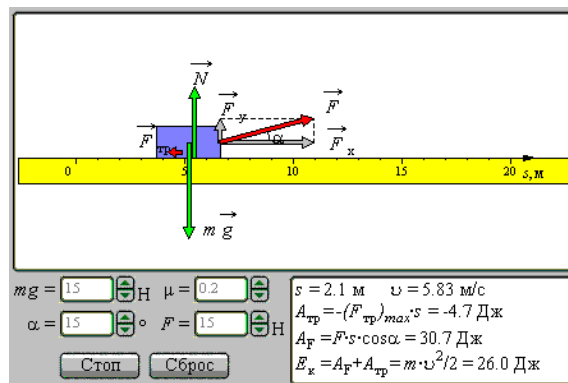 N
F y F
F тр α F x
0 5 10 15 20 s, м
m g
mg = 15 Н μ = 0.2
α = 15 ° F = 15 Н
Стоп Сброс
s = 2.1 м υ = 5.83 м/с
Aтр = -(Fтр)max·s = -4.7 Дж
AF = F·s·cosα = 30.7 Дж
Eк = AF+Aтр = m·υ²/2 = 26.0 Дж